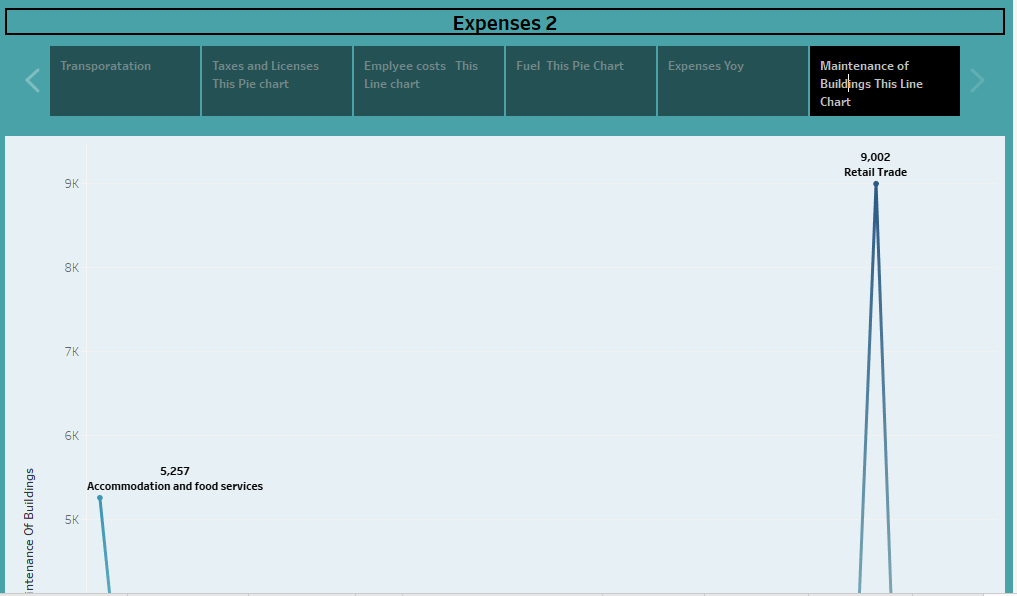 Expenses 2
Transporatation
Taxes and Licenses
This Pie chart
Emplyee costs This
Line chart
Fuel This Pie Chart
Expenses Yoy
Maintenance of
Buildings This Line
Chart
9,002
Retail Trade
9K
8K
7K
6K
5,257
Accommodation and food services
5K
intenance Of Buildings